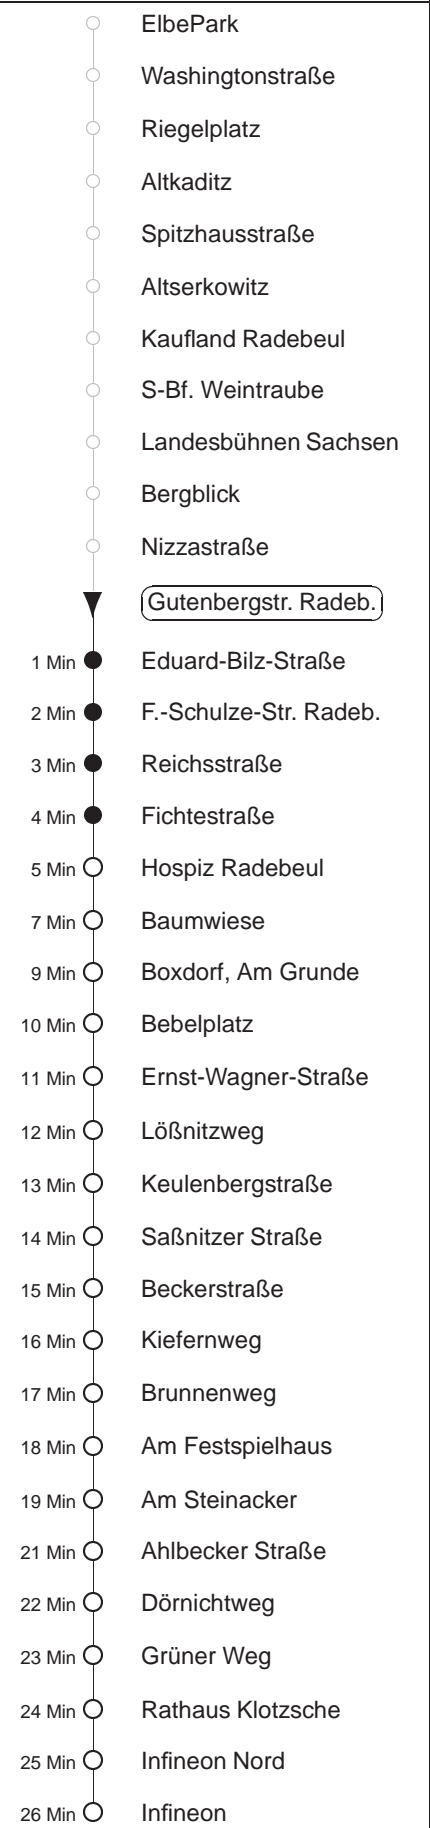 ElbePark
Washingtonstraße
Riegelplatz
Altkaditz
Spitzhausstraße
Altserkowitz
Kaufland Radebeul
S-Bf. Weintraube
Landesbühnen Sachsen
Bergblick
Nizzastraße
Gutenbergstr. Radeb.
1 Min Eduard-Bilz-Straße
2 Min F.-Schulze-Str. Radeb.
3 Min Reichsstraße
4 Min Fichtestraße
5 Min Hospiz Radebeul
7 Min Baumwiese
9 Min Boxdorf, Am Grunde
10 Min Bebelplatz
11 Min Ernst-Wagner-Straße
12 Min Lößnitzweg
13 Min Keulenbergstraße
14 Min Saßnitzer Straße
15 Min Beckerstraße
16 Min Kiefernweg
17 Min Brunnenweg
18 Min Am Festspielhaus
19 Min Am Steinacker
21 Min Ahlbecker Straße
22 Min Dörnichtweg
23 Min Grüner Weg
24 Min Rathaus Klotzsche
25 Min Infineon Nord
26 Min Infineon